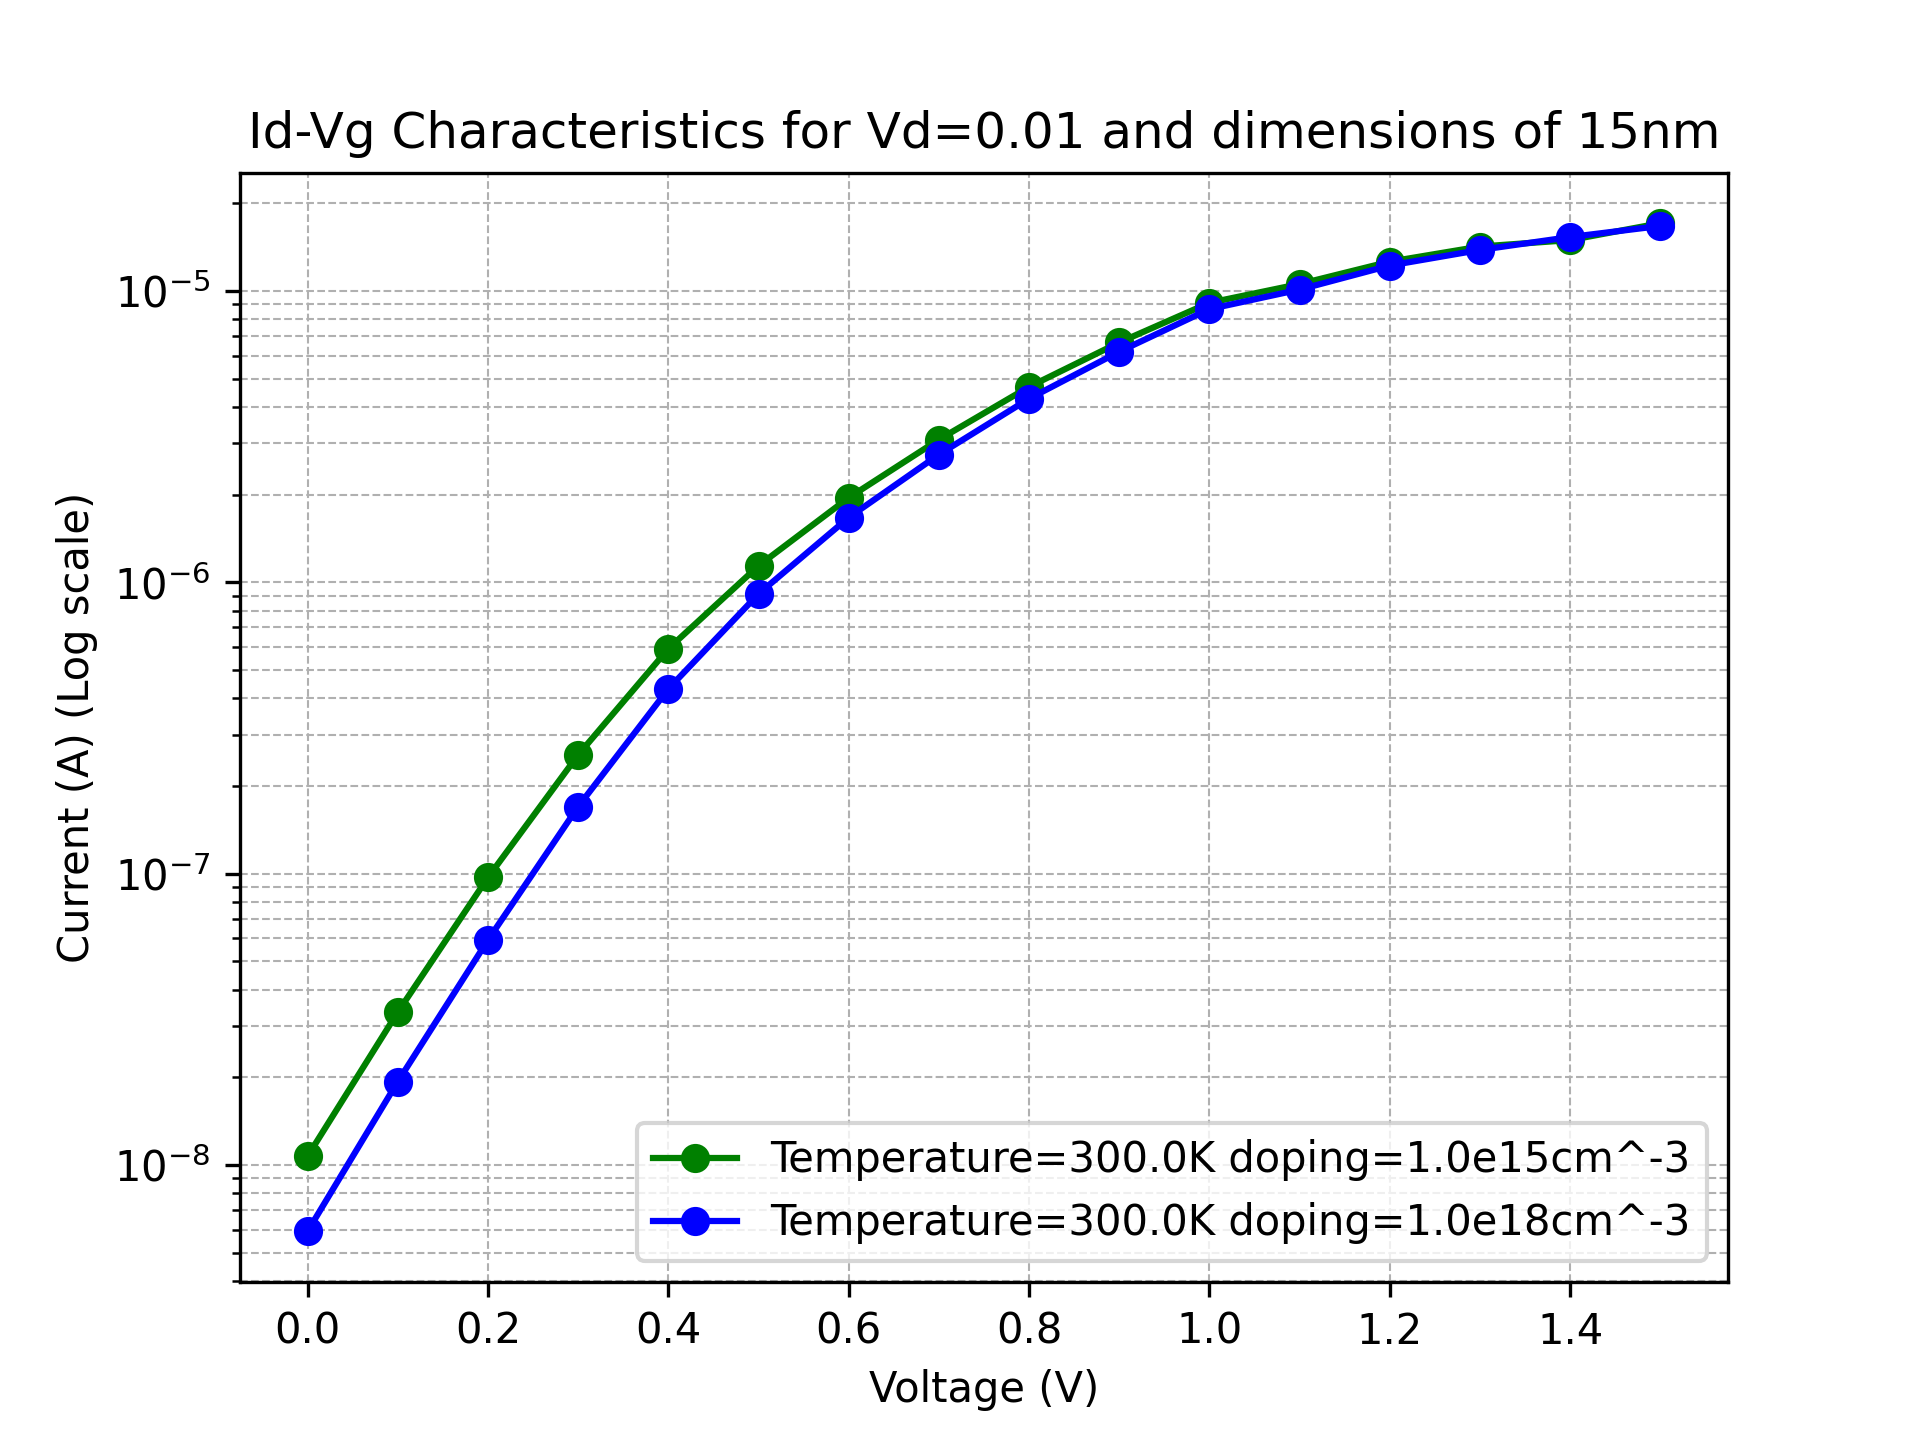 Id-Vg Characteristics for Vd=0.01 and dimensions of 15nm
Current (A) (Log scale)
10⁻⁵
10⁻⁶
10⁻⁷
10⁻⁸
Temperature=300.0K doping=1.0e15cm^-3
Temperature=300.0K doping=1.0e18cm^-3
0.0 0.2 0.4 0.6 0.8 1.0 1.2 1.4
Voltage (V)